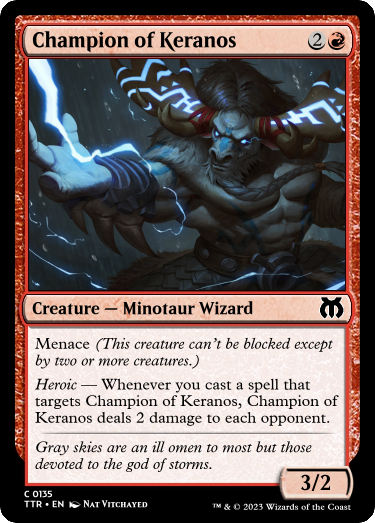 Champion of Keranos 2
Creature — Minotaur Wizard
Menace (This creature can't be blocked except
by two or more creatures.)
Heroic — Whenever you cast a spell that
targets Champion of Keranos, Champion of
Keranos deals 2 damage to each opponent.
Gray skies are an ill omen to most but those
devoted to the god of storms.
3/2
C 0135
TTR • EN Nat Vitchayed
™ & © 2023 Wizards of the Coast